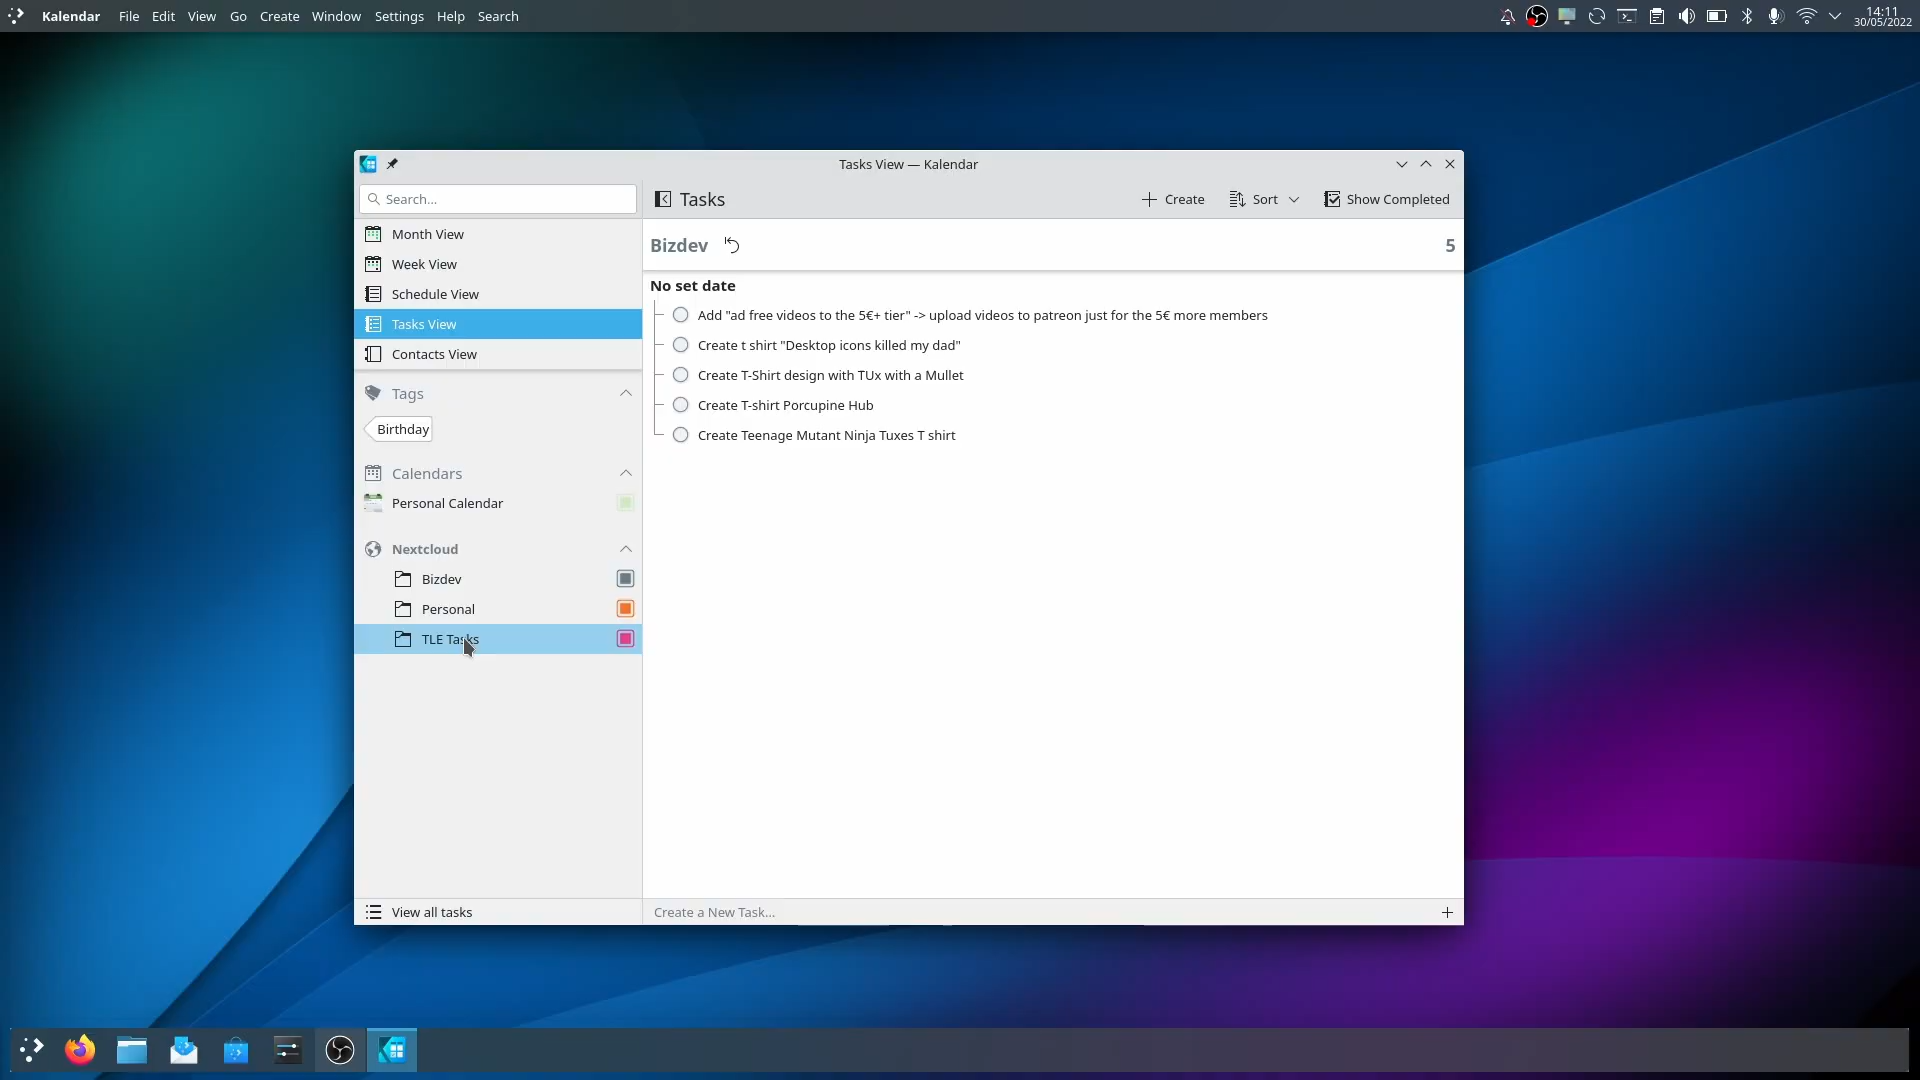 Kalendar File Edit View Go Create Window Settings Help Search
14:11
30/05/2022
Tasks View — Kalendar
Search...
Tasks
Create
Sort
Show Completed
Month View
Week View
Schedule View
Tasks View
Contacts View
Tags
Birthday
Calendars
Personal Calendar
Nextcloud
Bizdev
Personal
TLE Tasks
View all tasks
Bizdev
5
No set date
Add "ad free videos to the 5€+ tier" -> upload videos to patreon just for the 5€ more members
Create t shirt "Desktop icons killed my dad"
Create T-Shirt design with TUx with a Mullet
Create T-shirt Porcupine Hub
Create Teenage Mutant Ninja Tuxes T shirt
Create a New Task...